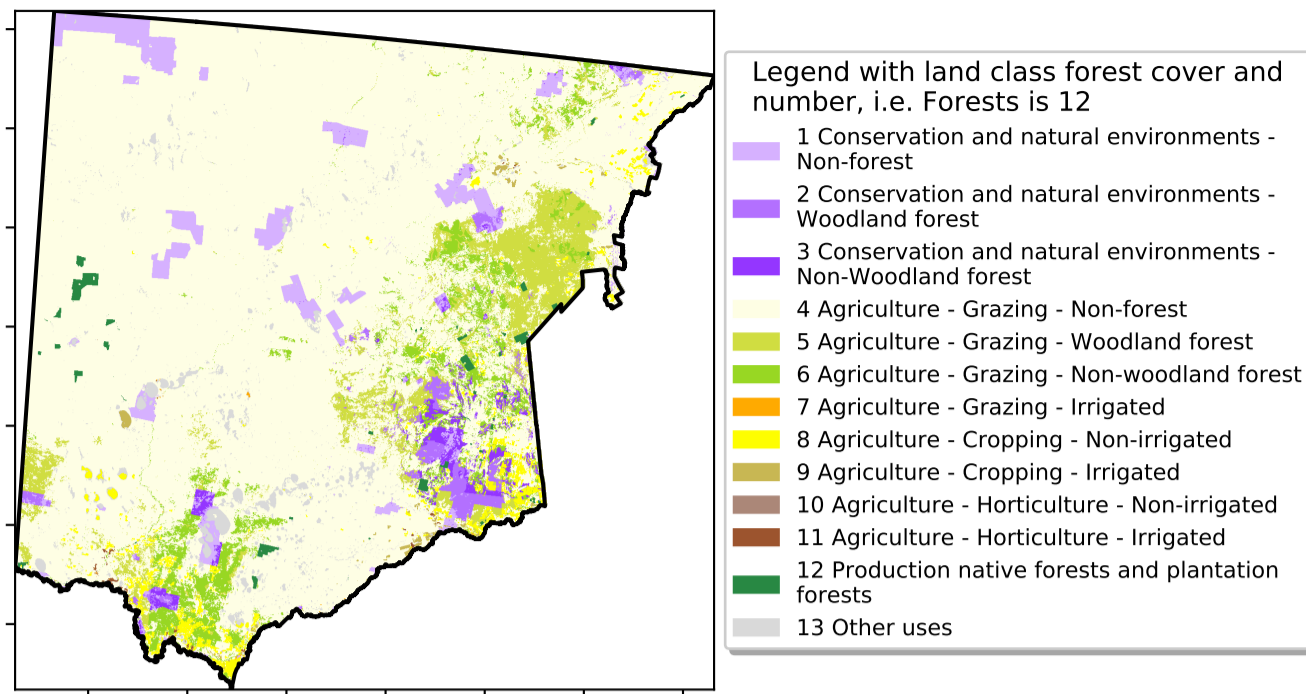 Legend with land class forest cover and
number, i.e. Forests is 12
1 Conservation and natural environments -
Non-forest
2 Conservation and natural environments -
Woodland forest
3 Conservation and natural environments -
Non-Woodland forest
4 Agriculture - Grazing - Non-forest
5 Agriculture - Grazing - Woodland forest
6 Agriculture - Grazing - Non-woodland forest
7 Agriculture - Grazing - Irrigated
8 Agriculture - Cropping - Non-irrigated
9 Agriculture - Cropping - Irrigated
10 Agriculture - Horticulture - Non-irrigated
11 Agriculture - Horticulture - Irrigated
12 Production native forests and plantation
forests
13 Other uses